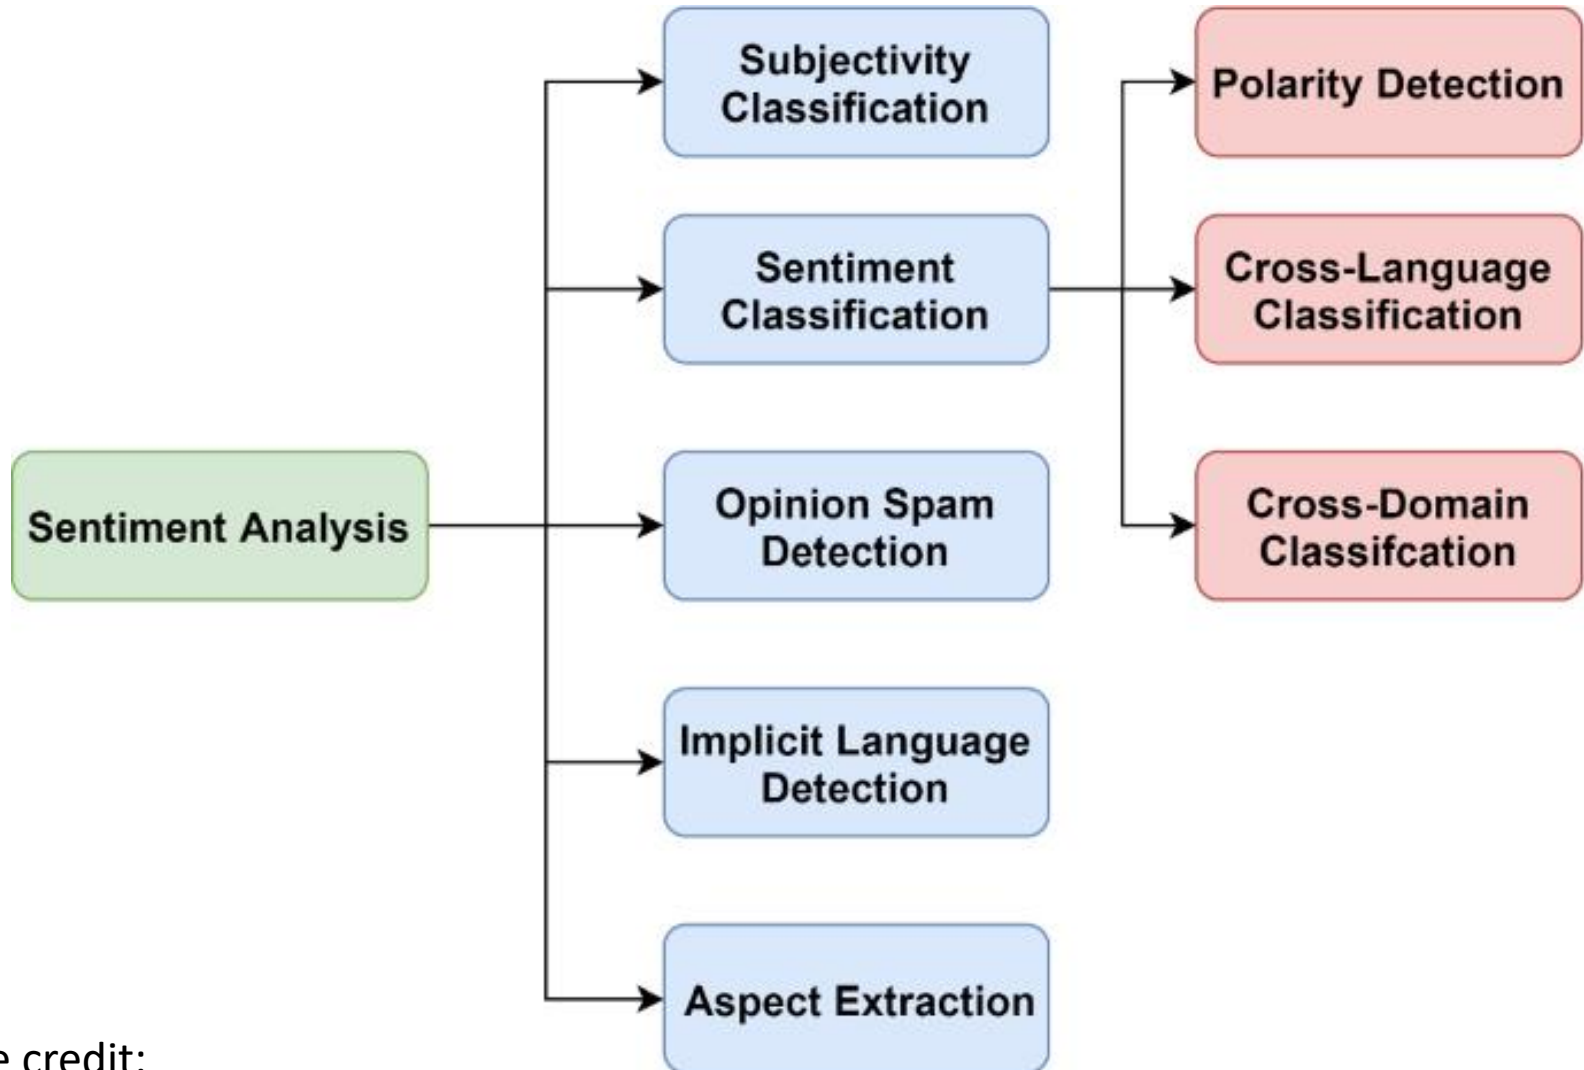 Subjectivity
Classification
Polarity Detection
Sentiment
Classification
Cross-Language
Classification
Sentiment Analysis
Opinion Spam
Detection
Cross-Domain
Classifcation
Implicit Language
Detection
Aspect Extraction
credit: